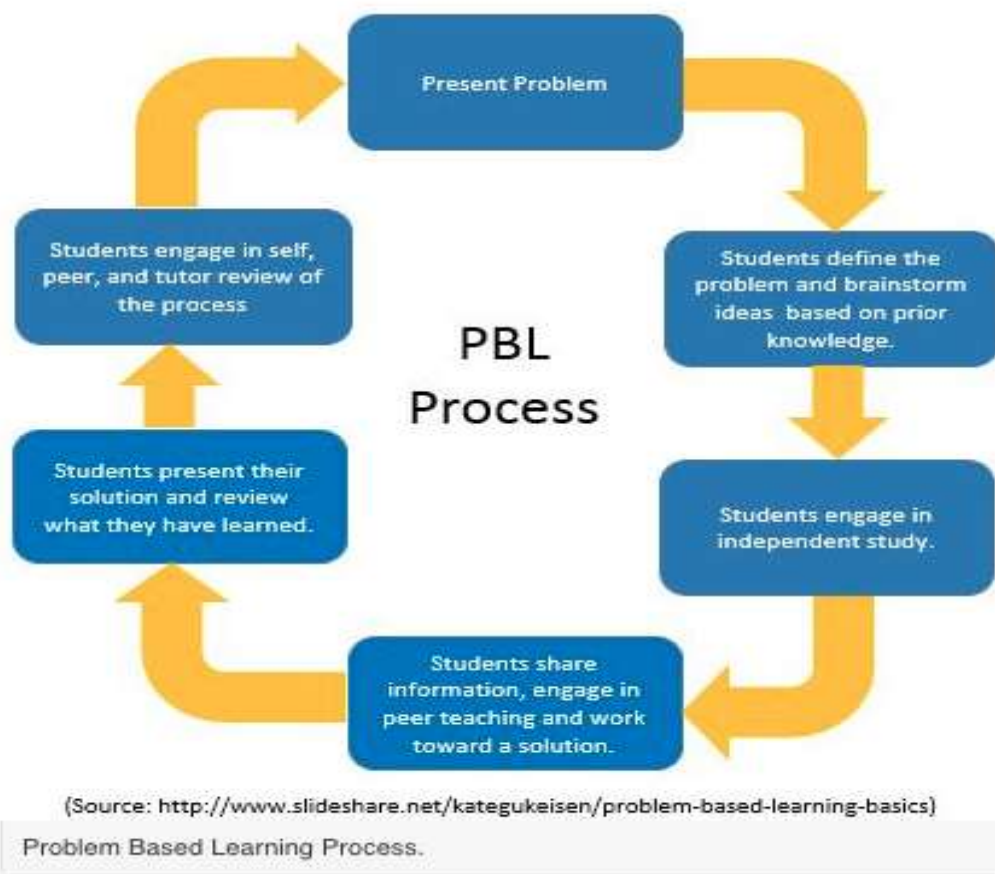 Present Problem
Students define the
problem and brainstorm
ideas based on prior
knowledge.
Students engage in
independent study.
Students share
information, engage in
peer teaching and work
toward a solution.
Students present their
solution and review
what they have learned.
Students engage in self,
peer, and tutor review of
the process
PBL
Process
(Source: http://www.slideshare.net/kategukeisen/problem-based-learning-basics)
Problem Based Learning Process.